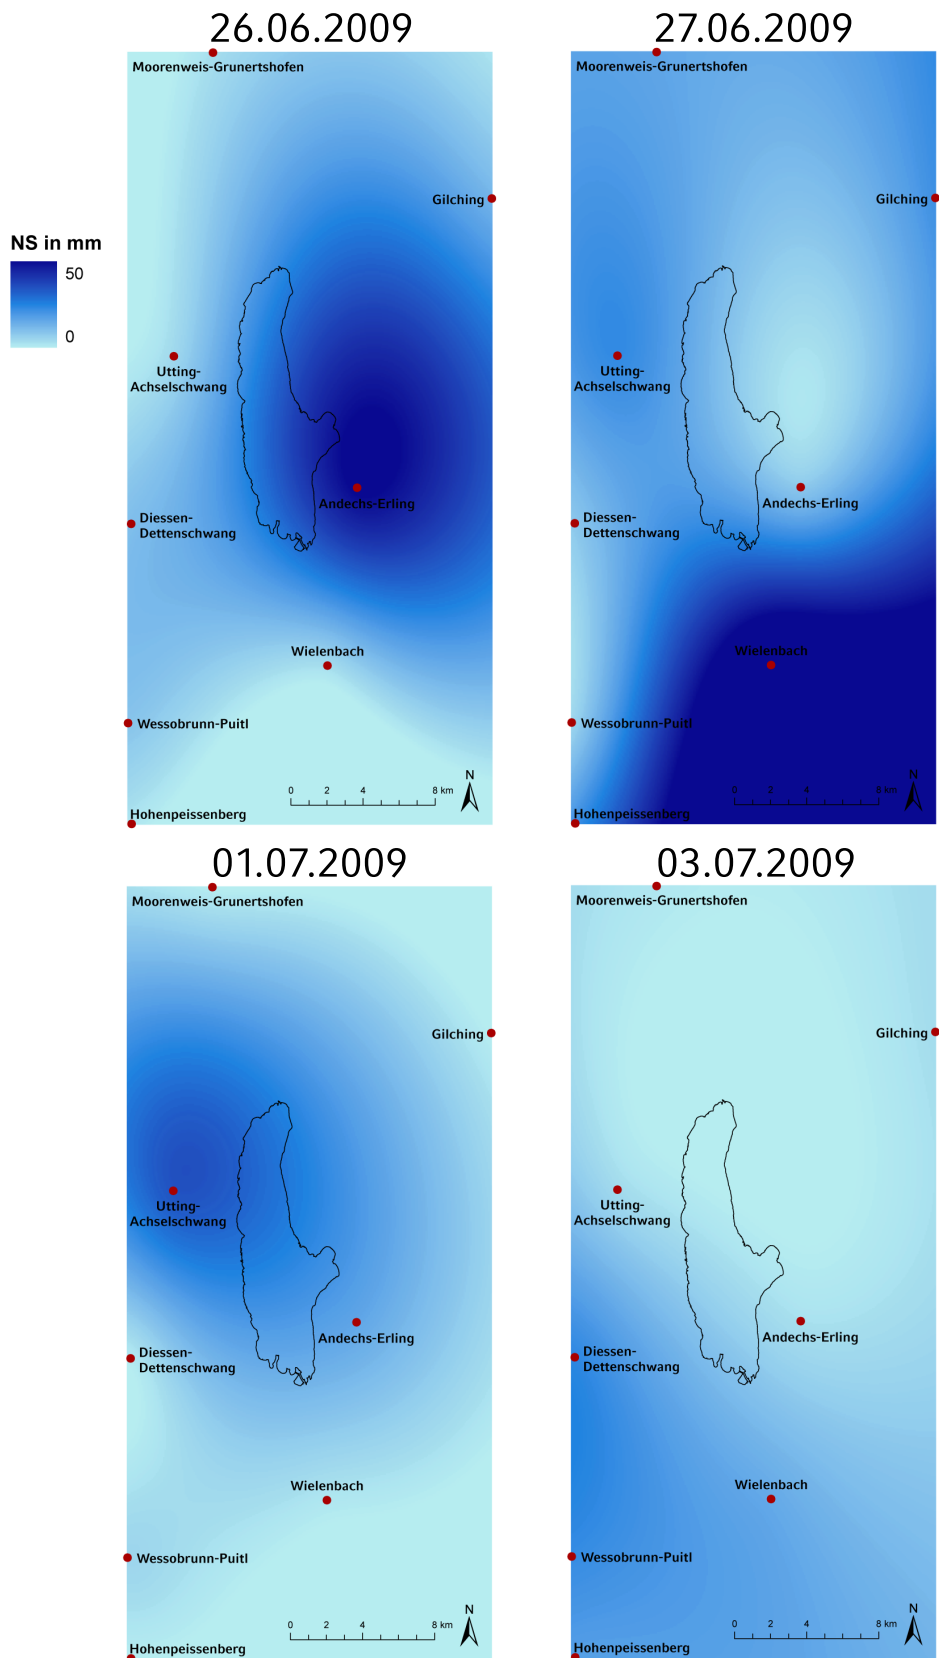 26.06.2009
27.06.2009
Moorenweis-Grunertshofen
Moorenweis-Grunertshofen
Gilching
Gilching
NS in mm
50
0
Utting-
Achselschwang
Utting-
Achselschwang
Andechs-Erling
Andechs-Erling
Diessen-
Dettenschwang
Diessen-
Dettenschwang
Wielenbach
Wielenbach
Wessobrunn-Puitl
Wessobrunn-Puitl
N
N
0 2 4 8 km
0 2 4 8 km
Hohenpeissenberg
Hohenpeissenberg
01.07.2009
03.07.2009
Moorenweis-Grunertshofen
Moorenweis-Grunertshofen
Gilching
Gilching
Utting-
Achselschwang
Utting-
Achselschwang
Andechs-Erling
Andechs-Erling
Diessen-
Dettenschwang
Diessen-
Dettenschwang
Wielenbach
Wielenbach
Wessobrunn-Puitl
Wessobrunn-Puitl
N
N
0 2 4 8 km
0 2 4 8 km
Hohenpeissenberg
Hohenpeissenberg